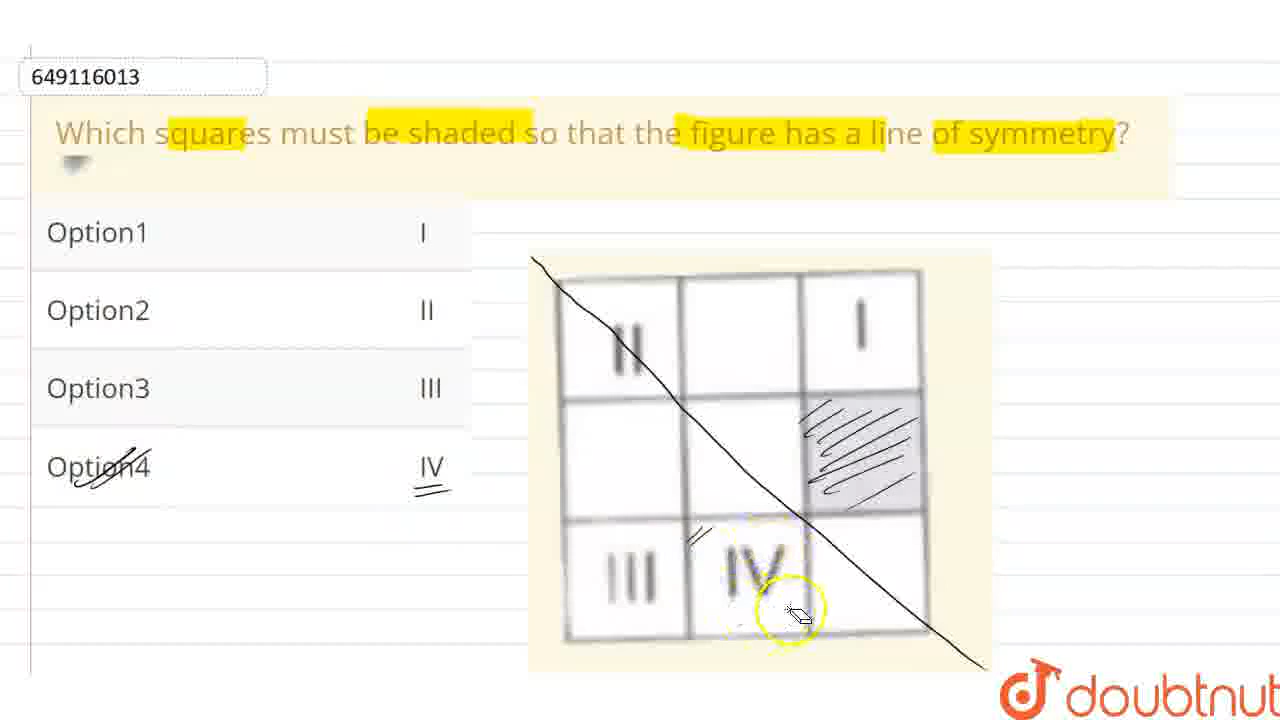 649116013
Which squares must be shaded so that the figure has a line of symmetry?
Option1 I
Option2 II
Option3 III
Option4 IV
II I
III IV
doubtnut